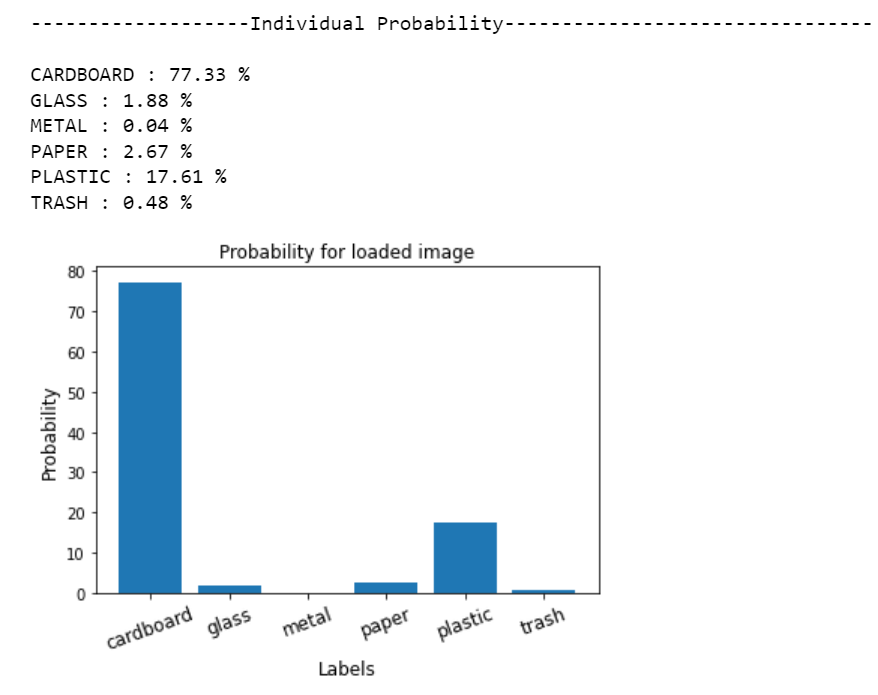 -------------------Individual Probability--------------------------------
CARDBOARD : 77.33 %
GLASS : 1.88 %
METAL : 0.04 %
PAPER : 2.67 %
PLASTIC : 17.61 %
TRASH : 0.48 %
Probability for loaded image
80
70
60
50
40
30
20
10
0
Probability
cardboard glass metal paper plastic trash
Labels